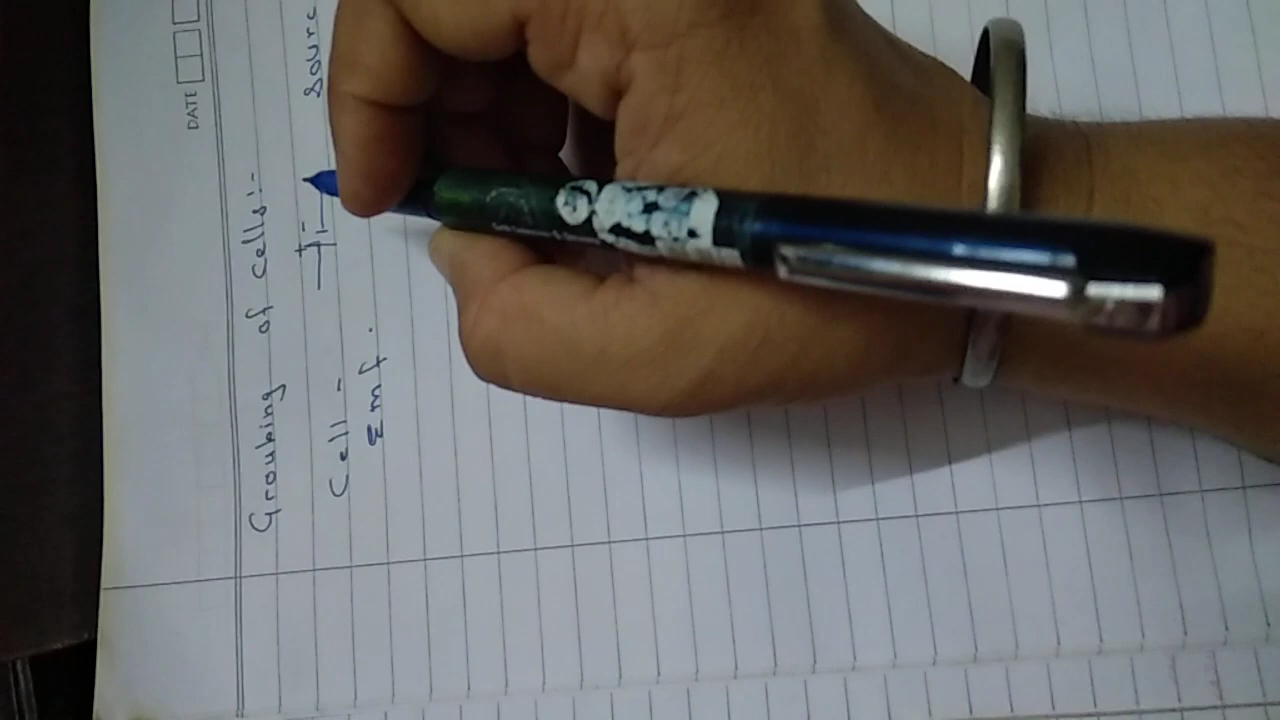 DATE
Grouping of Cells:-
Cell -
Emf.